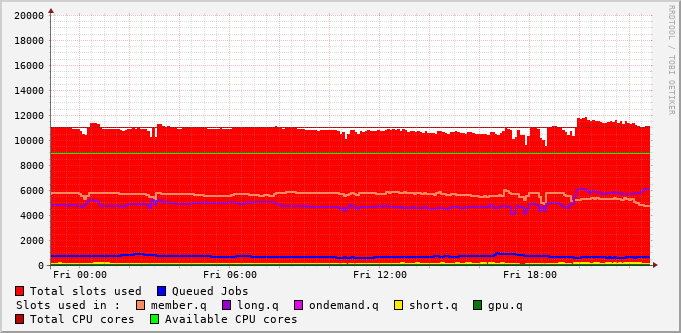 20000
18000
16000
14000
12000
10000
8000
6000
4000
2000
0
Fri 00:00 Fri 06:00 Fri 12:00 Fri 18:00
RRDTOOL / TOBI OETIKER
Total slots used Queued Jobs
Slots used in : member.q long.q ondemand.q short.q gpu.q
Total CPU cores Available CPU cores